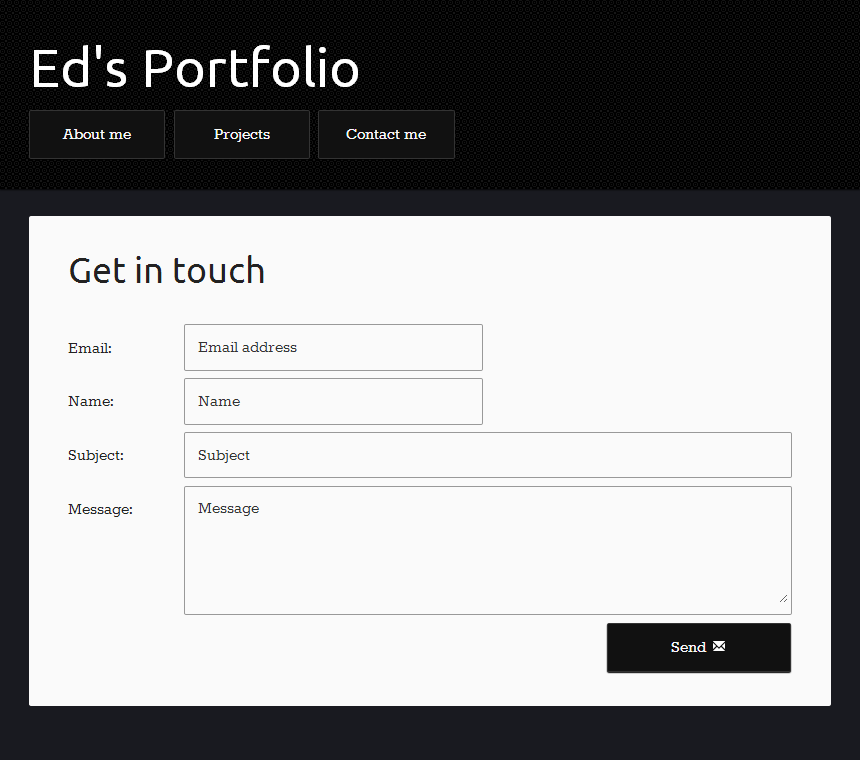 Ed's Portfolio
About me Projects Contact me
Get in touch
Email: Email address
Name: Name
Subject: Subject
Message: Message
Send